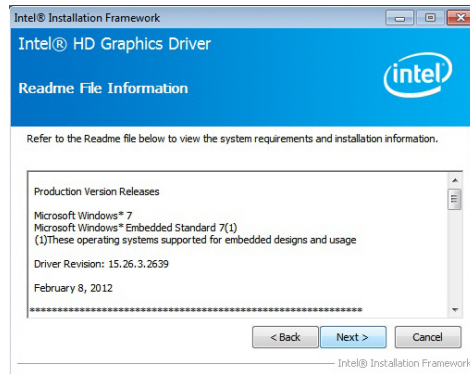 Intel® Installation Framework
Intel® HD Graphics Driver
Readme File Information
intel
Refer to the Readme file below to view the system requirements and installation information.
Production Version Releases
Microsoft Windows* 7
Microsoft Windows* Embedded Standard 7(1)
(1)These operating systems supported for embedded designs and usage
Driver Revision: 15.26.3.2639
February 8, 2012
************************************************************
< Back
Next >
Cancel
Intel® Installation Framework